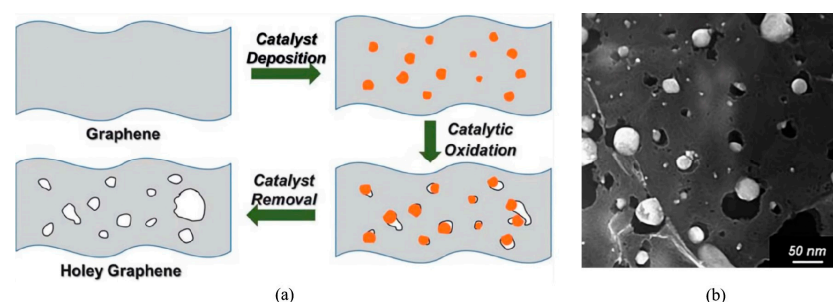 Catalyst
Deposition
Graphene
Catalytic
Oxidation
Catalyst
Removal
Holey Graphene
50 nm
(a)
(b)